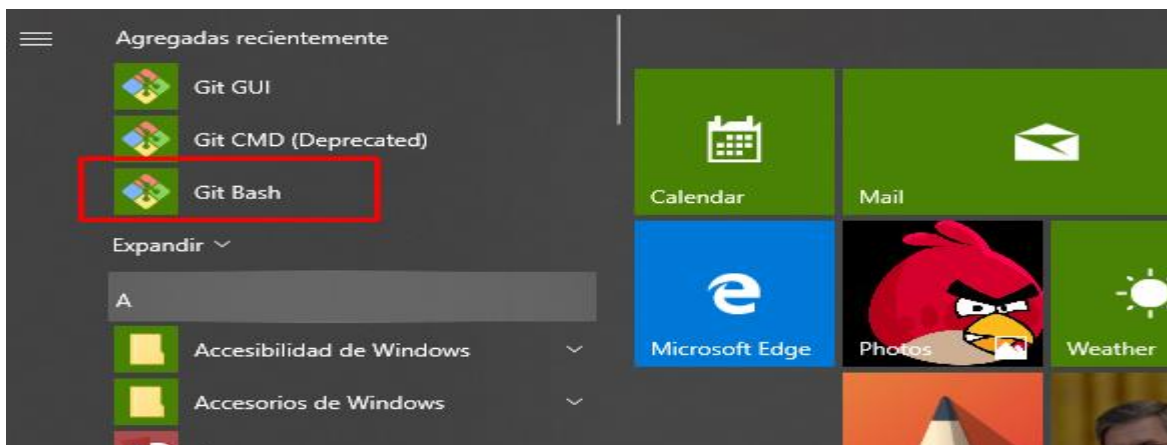 Agregadas recientemente
Git GUI
Git CMD (Deprecated)
Git Bash
Expandir
A
Accesibilidad de Windows
Accesorios de Windows
Calendar
Mail
Microsoft Edge
Photos
Weather